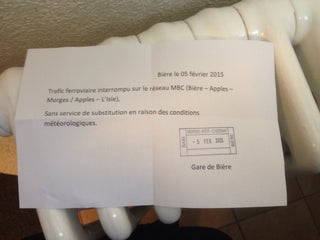 Bière le 05 février 2015
Trafic ferroviaire interrompu sur le réseau MBC (Bière – Apples –
Morges / Apples – L'Isle),
Sans service de substitution en raison des conditions
météorologiques.
- 5 FEV. 2015
Gare de Bière